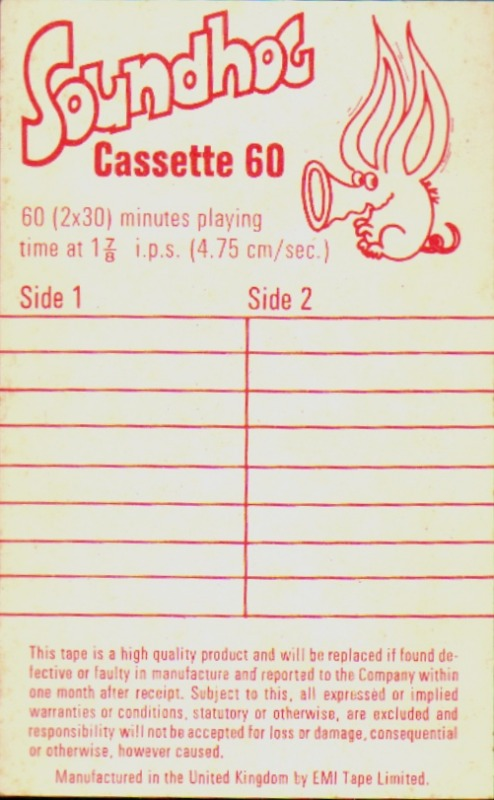 Soundhog
Cassette 60
60 (2x30) minutes playing
time at 1⅞ i.p.s. (4.75 cm/sec.)
Side 1 Side 2
This tape is a high quality product and will be replaced if found de-
fective or faulty in manufacture and reported to the Company within
one month after receipt. Subject to this, all expressed or implied
warranties or conditions, statutory or otherwise, are excluded and
responsibility will not be accepted for loss or damage, consequential
or otherwise, however caused.
Manufactured in the United Kingdom by EMI Tape Limited.